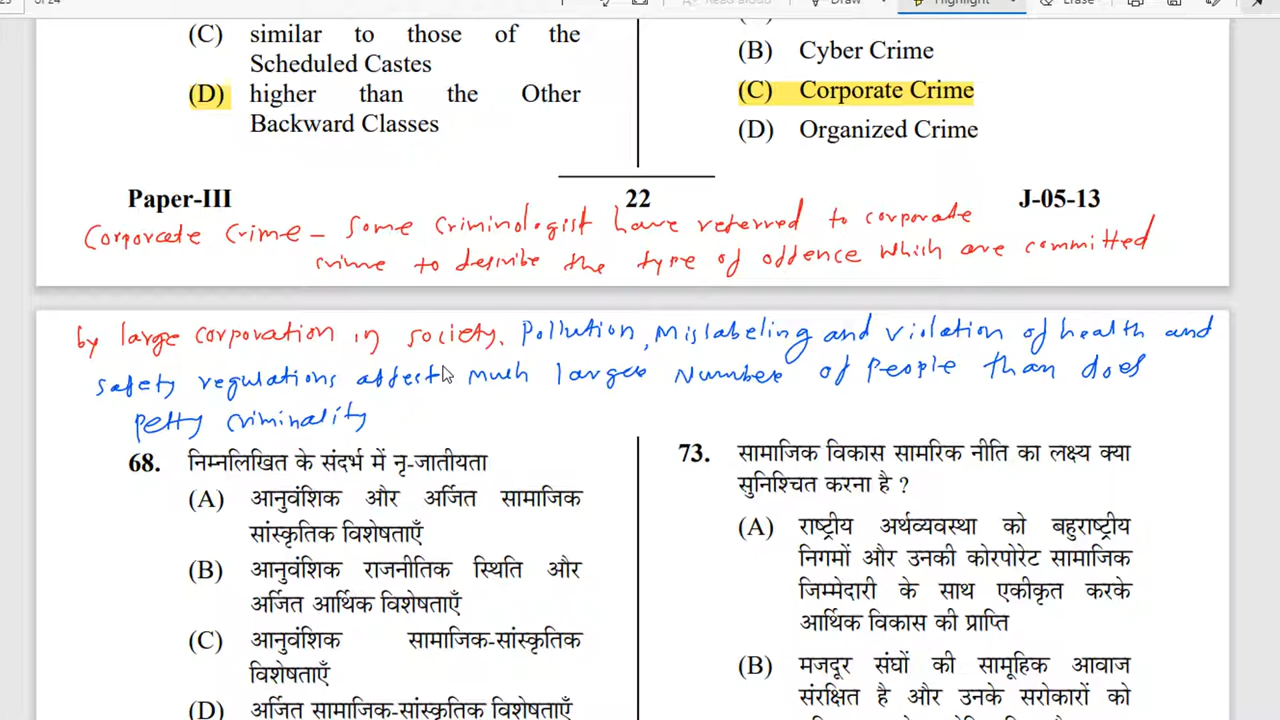 (C) similar to those of the
Scheduled Castes
(D) higher than the Other
Backward Classes
(B) Cyber Crime
(C) Corporate Crime
(D) Organized Crime
Paper-III 22 J-05-13
Corporate Crime – Some Criminologist have referred to corporate
crime to desribe the type of offence which are committed
by large corporation in society. Pollution, Mislabeling and violation of health and
safety regulations affect much larges Number of people than does
petty criminality
68. निम्नलिखित के संदर्भ में नृ-जातीयता
(A) आनुवंशिक और अर्जित सामाजिक
सांस्कृतिक विशेषताएँ
(B) आनुवंशिक राजनीतिक स्थिति और
अर्जित आर्थिक विशेषताएँ
(C) आनुवंशिक सामाजिक-सांस्कृतिक
विशेषताएँ
(D) अर्जित सामाजिक-सांस्कृतिक विशेषताएँ
73. सामाजिक विकास सामरिक नीति का लक्ष्य क्या
सुनिश्चित करना है ?
(A) राष्ट्रीय अर्थव्यवस्था को बहुराष्ट्रीय
निगमों और उनकी कोरपोरेट सामाजिक
जिम्मेदारी के साथ एकीकृत करके
आर्थिक विकास की प्राप्ति
(B) मजदूर संघों की सामूहिक आवाज
संरक्षित है और उनके सरोकारों को